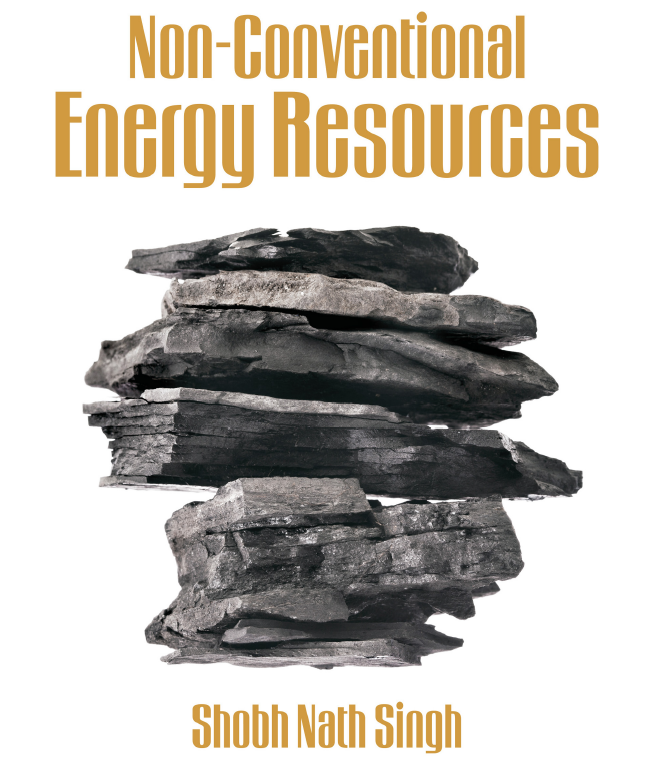 Non-Conventional
Energy Resources
Shobh Nath Singh